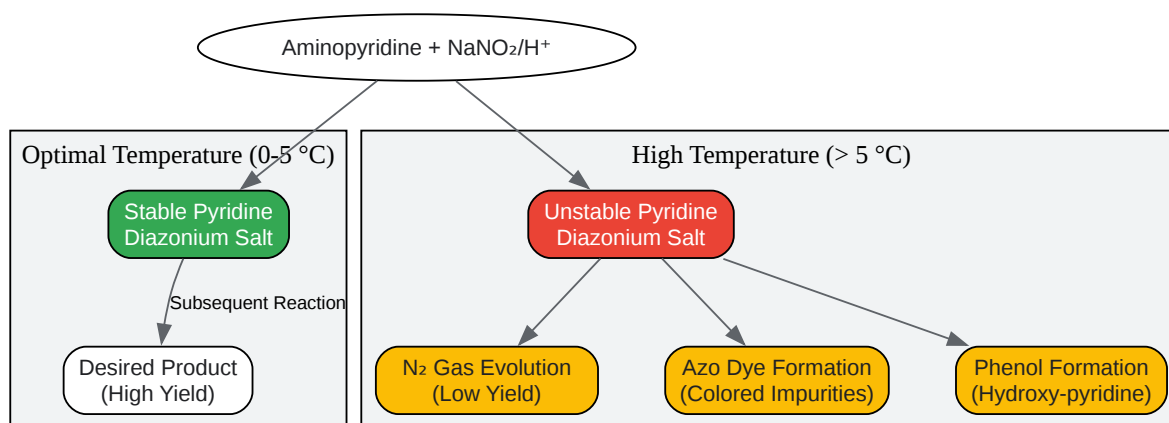 Aminopyridine + NaNO₂/H⁺
Optimal Temperature (0-5 °C)
High Temperature (> 5 °C)
Stable Pyridine
Diazonium Salt
Unstable Pyridine
Diazonium Salt
Subsequent Reaction
Desired Product
(High Yield)
N₂ Gas Evolution
(Low Yield)
Azo Dye Formation
(Colored Impurities)
Phenol Formation
(Hydroxy-pyridine)